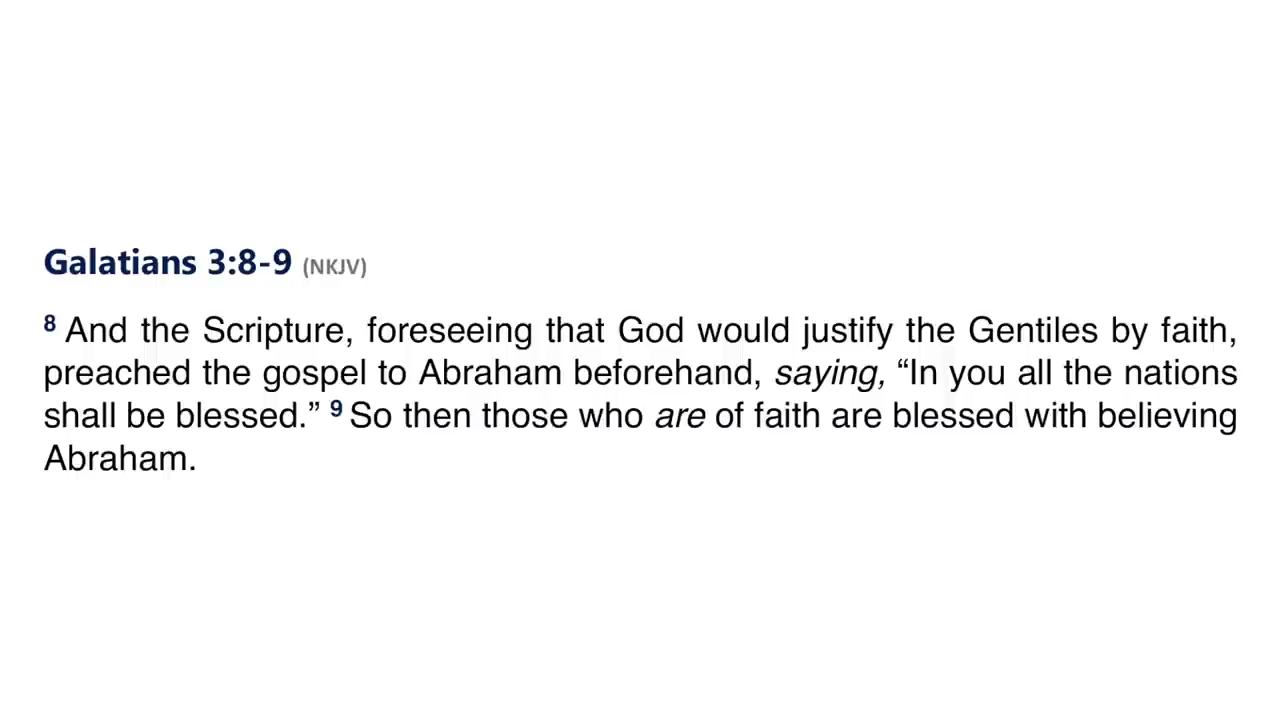 Galatians 3:8-9 (NKJV)
8 And the Scripture, foreseeing that God would justify the Gentiles by faith,
preached the gospel to Abraham beforehand, saying, “In you all the nations
shall be blessed.” 9 So then those who are of faith are blessed with believing
Abraham.